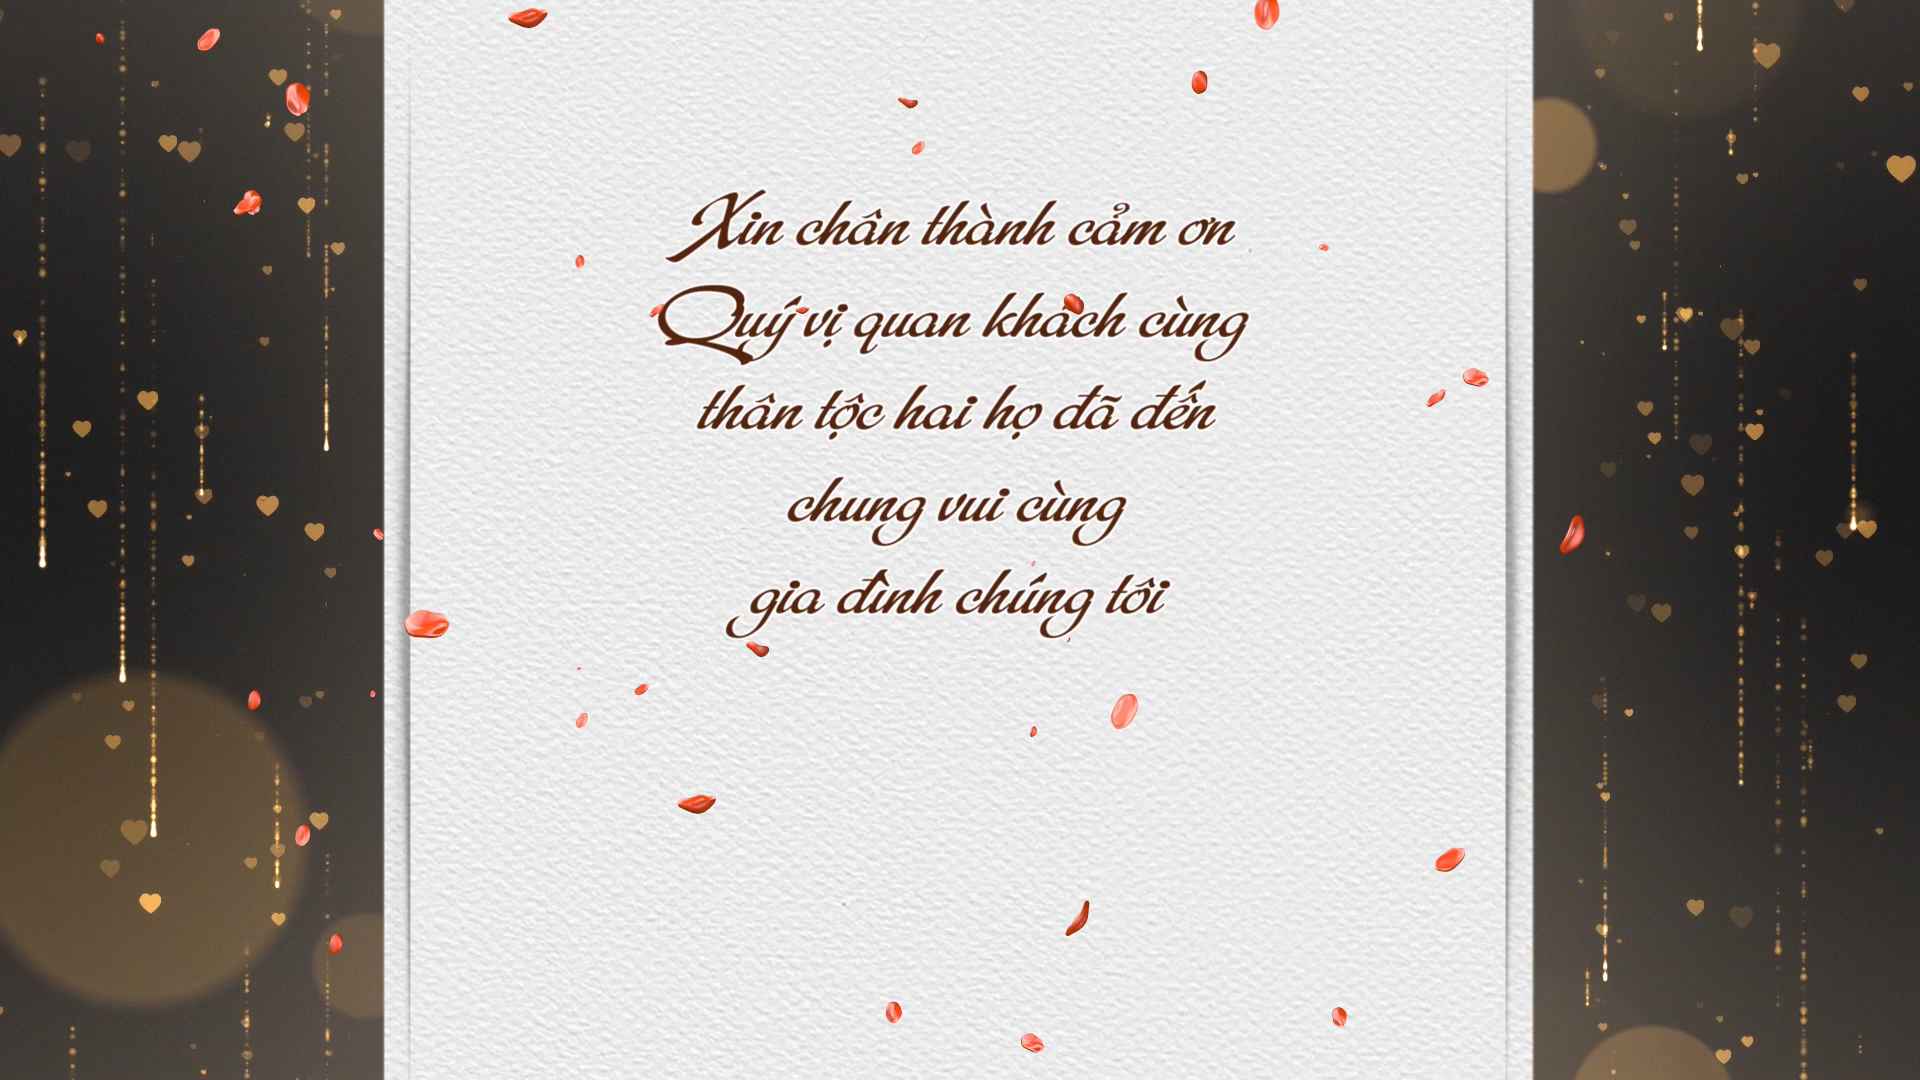 Xin chân thành cảm ơn
Quý vị quan khách cùng
thân tộc hai họ đã đến
chung vui cùng
gia đình chúng tôi